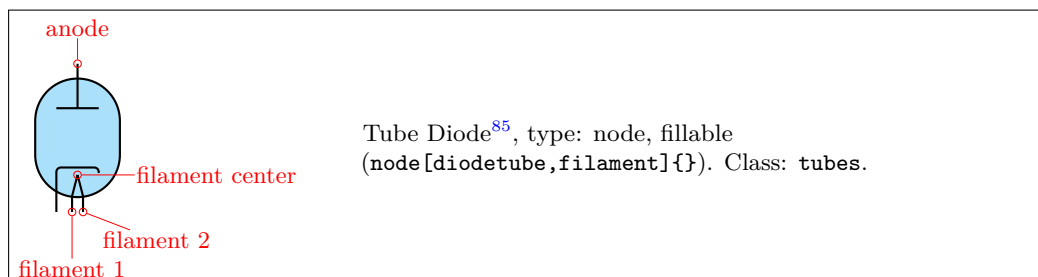 anode
Tube Diode85, type: node, fillable
(node[diodetube,filament]{}). Class: tubes.
filament center
filament 2
filament 1